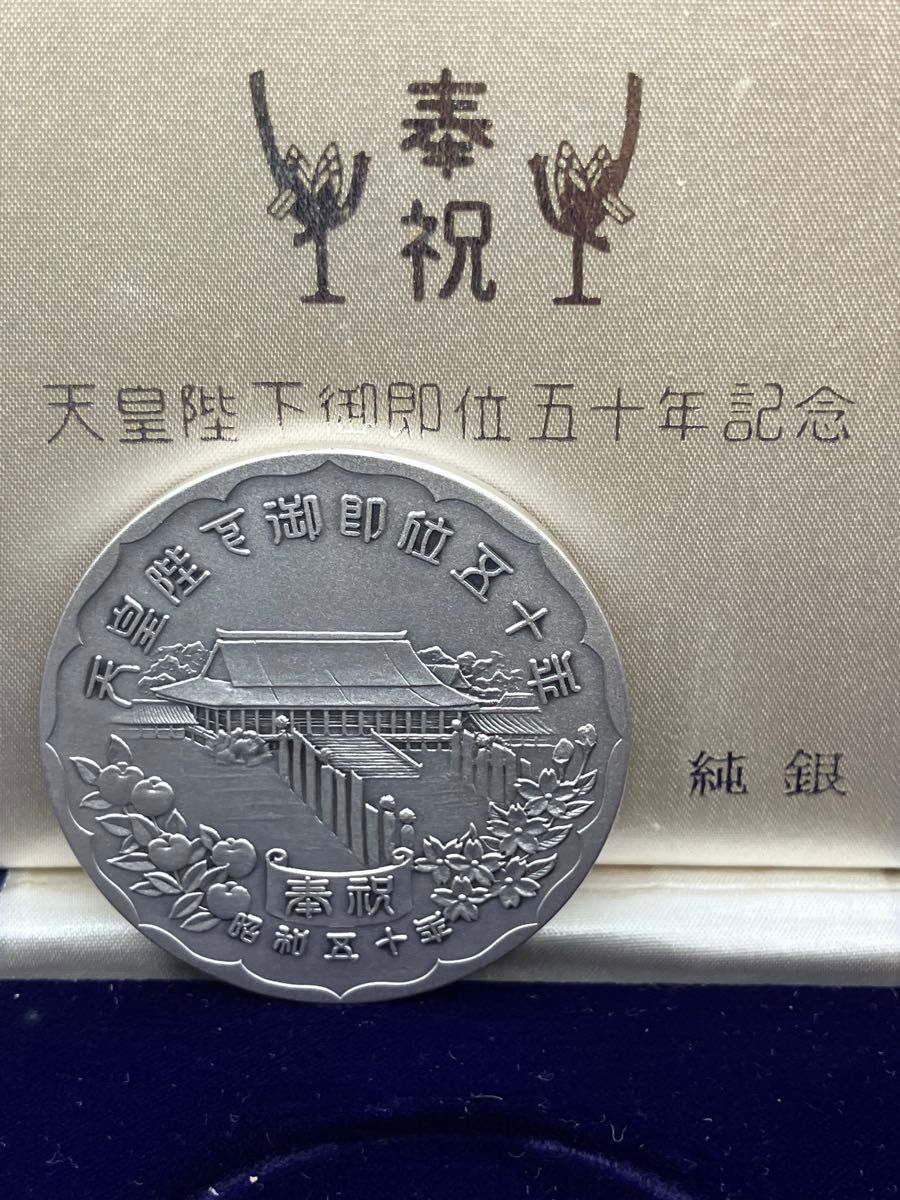 奉祝
天皇陛下御即位五十年記念
天皇陛下御即位五十年
純銀
奉祝
昭和五十年